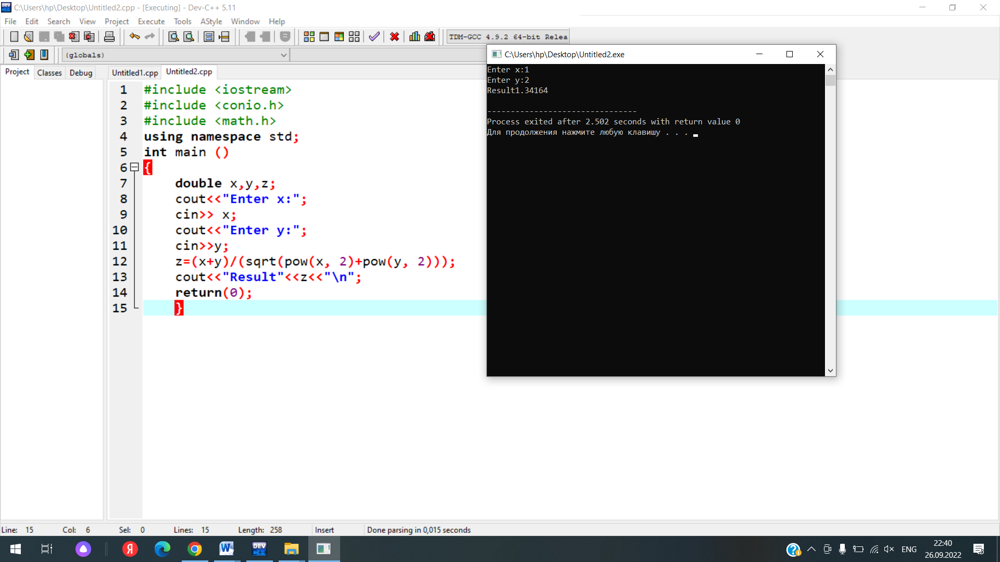 C:\Users\hp\Desktop\Untitled2.cpp - [Executing] - Dev-C++ 5.11
File Edit Search View Project Execute Tools AStyle Window Help
TDM-GCC 4.9.2 64-bit Relea
(globals)
Project Classes Debug
Untitled1.cpp Untitled2.cpp
1 #include <iostream>
2 #include <conio.h>
3 #include <math.h>
4 using namespace std;
5 int main ()
6 {
7 double x,y,z;
8 cout<<"Enter x:";
9 cin>> x;
10 cout<<"Enter y:";
11 cin>>y;
12 z=(x+y)/(sqrt(pow(x, 2)+pow(y, 2)));
13 cout<<"Result"<<z<<"\n";
14 return(0);
15 }
C:\Users\hp\Desktop\Untitled2.exe
Enter x:1
Enter y:2
Result1.34164
--------------------------------
Process exited after 2.502 seconds with return value 0
Для продолжения нажмите любую клавишу . . .
Line: 15 Col: 6 Sel: 0 Lines: 15 Length: 258 Insert Done parsing in 0,015 seconds
Я
W
DEV C++
ENG
22:40
26.09.2022